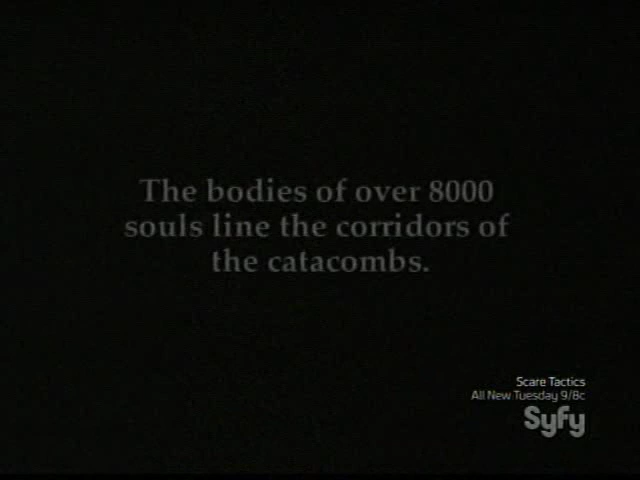 The bodies of over 8000
souls line the corridors of
the catacombs.
Scare Tactics
All New Tuesday 9/8c
Syfy